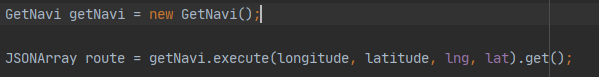 GetNavi getNavi = new GetNavi();
JSONArray route = getNavi.execute(longitude, latitude, lng, lat).get();